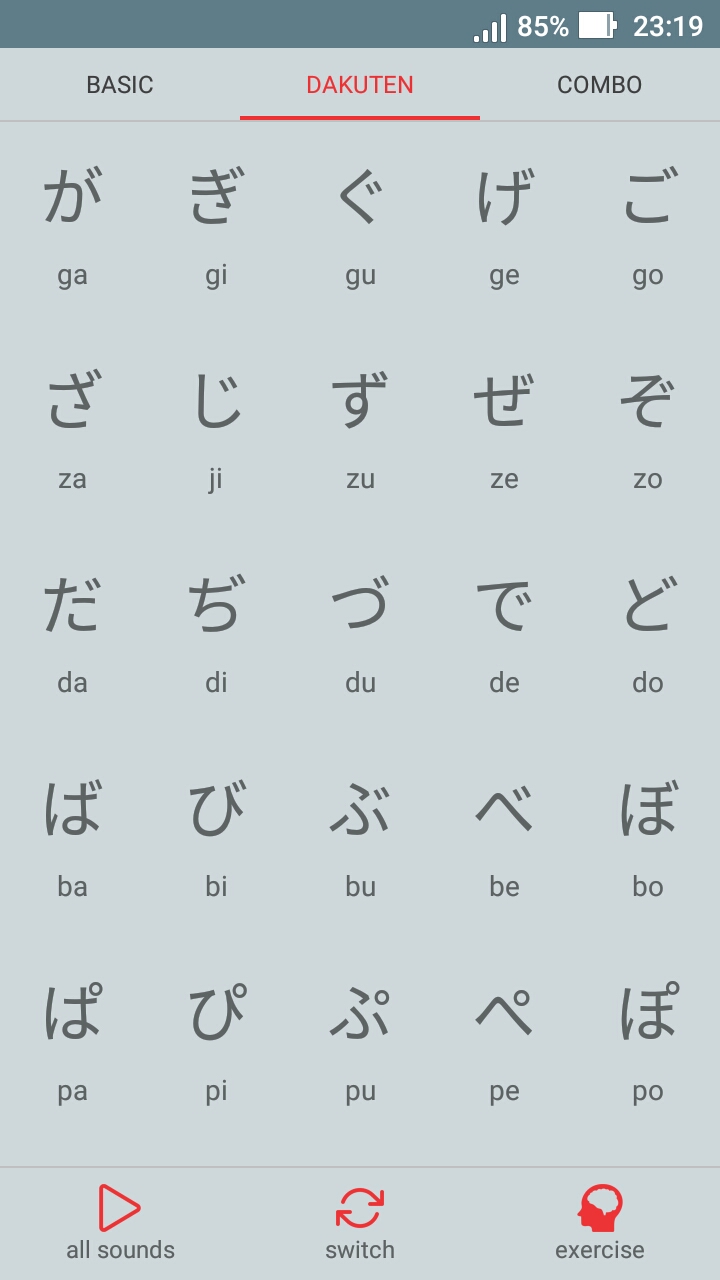 85% 23:19
BASIC DAKUTEN COMBO
が ぎ ぐ げ ご
ga gi gu ge go
ざ じ ず ぜ ぞ
za ji zu ze zo
だ ぢ づ で ど
da di du de do
ば び ぶ べ ぼ
ba bi bu be bo
ぱ ぴ ぷ ぺ ぽ
pa pi pu pe po
all sounds switch exercise